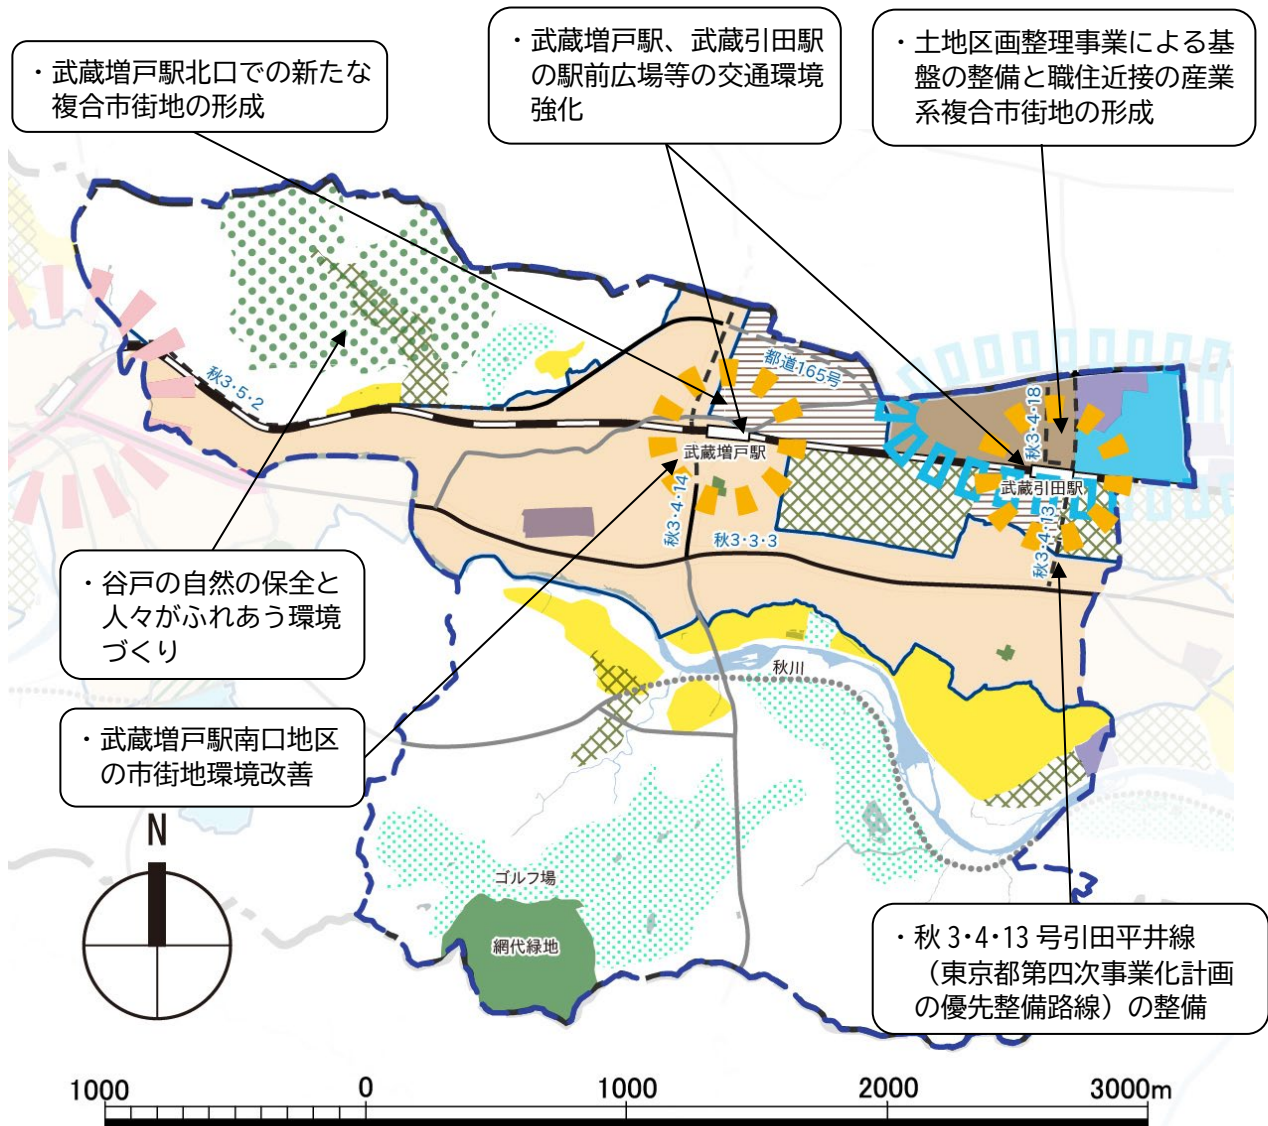 ・武蔵増戸駅北口での新たな
複合市街地の形成
・武蔵増戸駅、武蔵引田駅
の駅前広場等の交通環境
強化
・土地区画整理事業による基
盤の整備と職住近接の産業
系複合市街地の形成
都道165号
秋3・5・2
秋3・4・18
武蔵増戸駅
武蔵引田駅
秋3・4・14
秋3・3・3
秋3・4・13
・谷戸の自然の保全と
人々がふれあう環境
づくり
秋川
・武蔵増戸駅南口地区
の市街地環境改善
N
ゴルフ場
網代緑地
・秋 3・4・13 号引田平井線
（東京都第四次事業化計画
の優先整備路線）の整備
1000 0 1000 2000 3000m